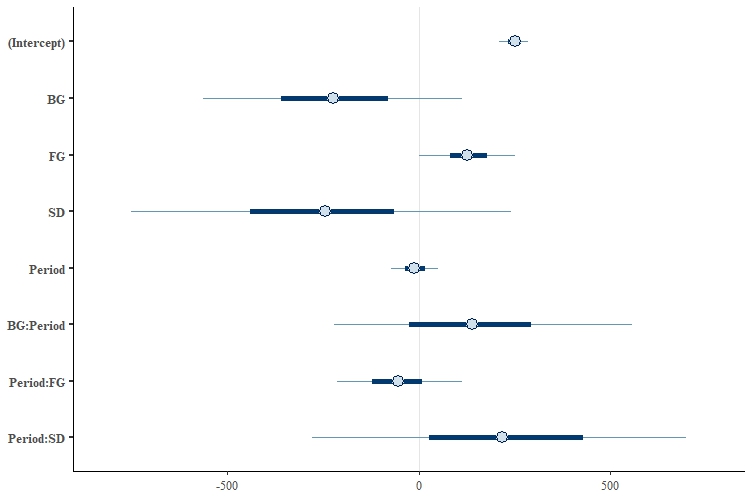 (Intercept)
BG
FG
SD
Period
BG:Period
Period:FG
Period:SD
-500 0 500